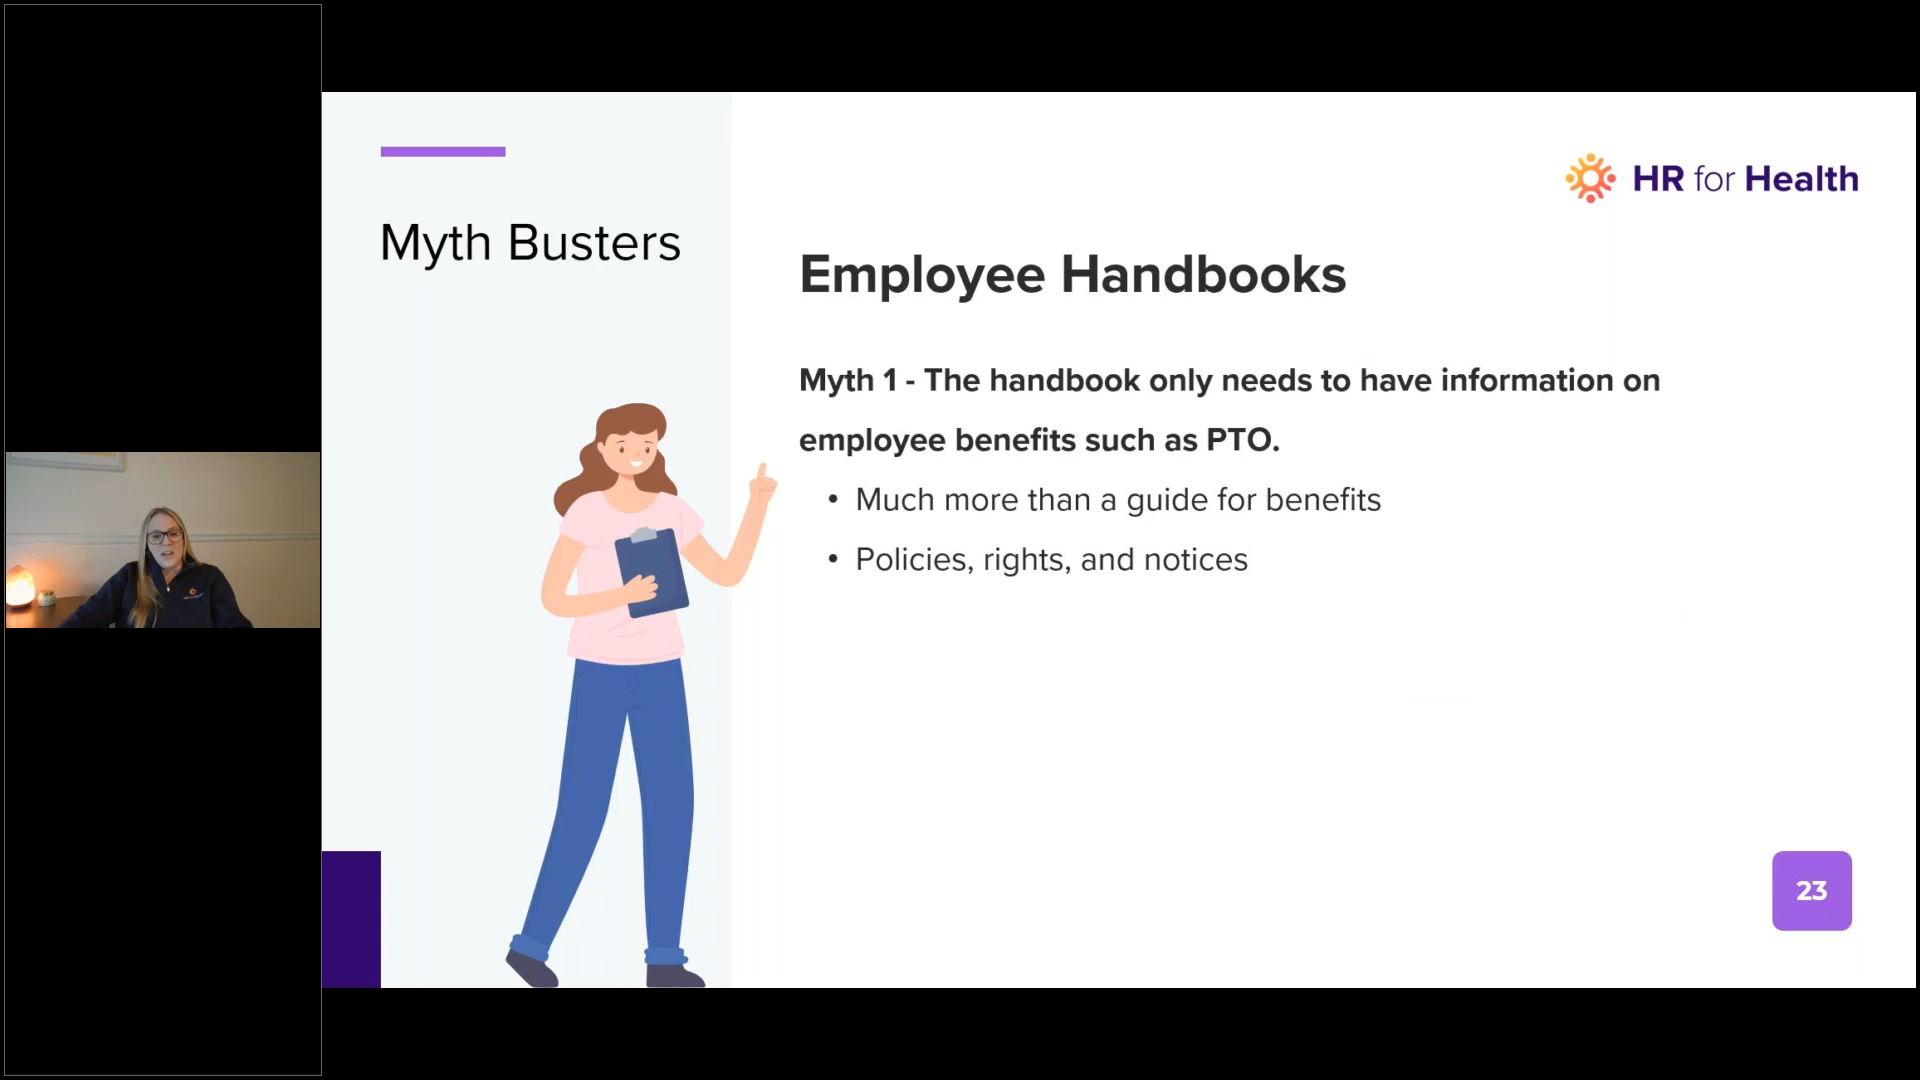 Myth Busters
HR for Health
Employee Handbooks
Myth 1 - The handbook only needs to have information on
employee benefits such as PTO.
• Much more than a guide for benefits
• Policies, rights, and notices
23